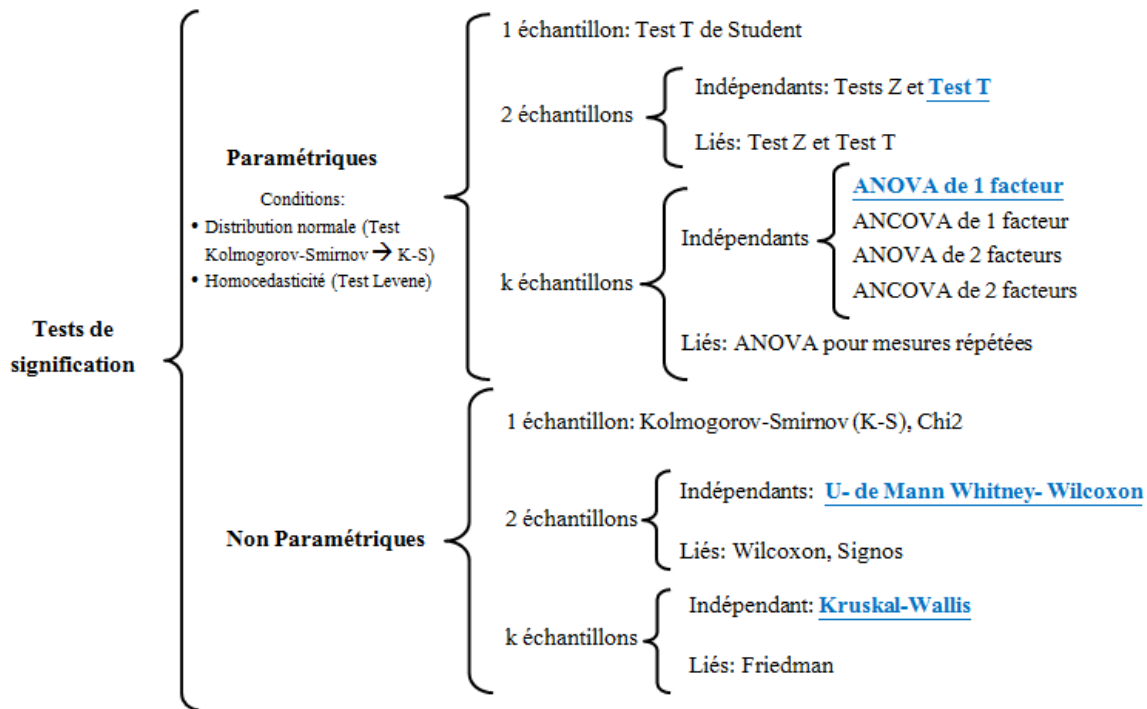 Tests de
signification
Paramétriques
Conditions:
• Distribution normale (Test
Kolmogorov-Smirnov → K-S)
• Homocedasticité (Test Levene)
1 échantillon: Test T de Student
2 échantillons
Indépendants: Tests Z et Test T
Liés: Test Z et Test T
k échantillons
Indépendants
ANOVA de 1 facteur
ANCOVA de 1 facteur
ANOVA de 2 facteurs
ANCOVA de 2 facteurs
Liés: ANOVA pour mesures répétées
Non Paramétriques
1 échantillon: Kolmogorov-Smirnov (K-S), Chi2
2 échantillons
Indépendants: U- de Mann Whitney- Wilcoxon
Liés: Wilcoxon, Signos
k échantillons
Indépendant: Kruskal-Wallis
Liés: Friedman